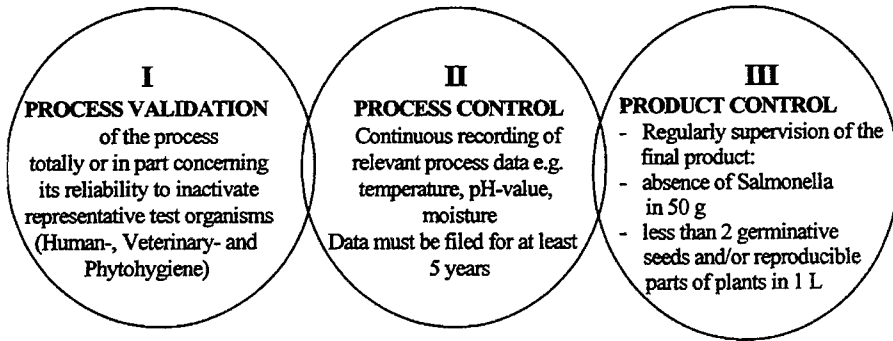 I
PROCESS VALIDATION
of the process
totally or in part concerning
its reliability to inactivate
representative test organisms
(Human-, Veterinary- and
Phytohygiene)
II
PROCESS CONTROL
Continuous recording of
relevant process data e.g.
temperature, pH-value,
moisture
Data must be filed for at least
5 years
III
PRODUCT CONTROL
- Regularly supervision of the
final product:
- absence of Salmonella
in 50 g
- less than 2 germinative
seeds and/or reproducible
parts of plants in 1 L